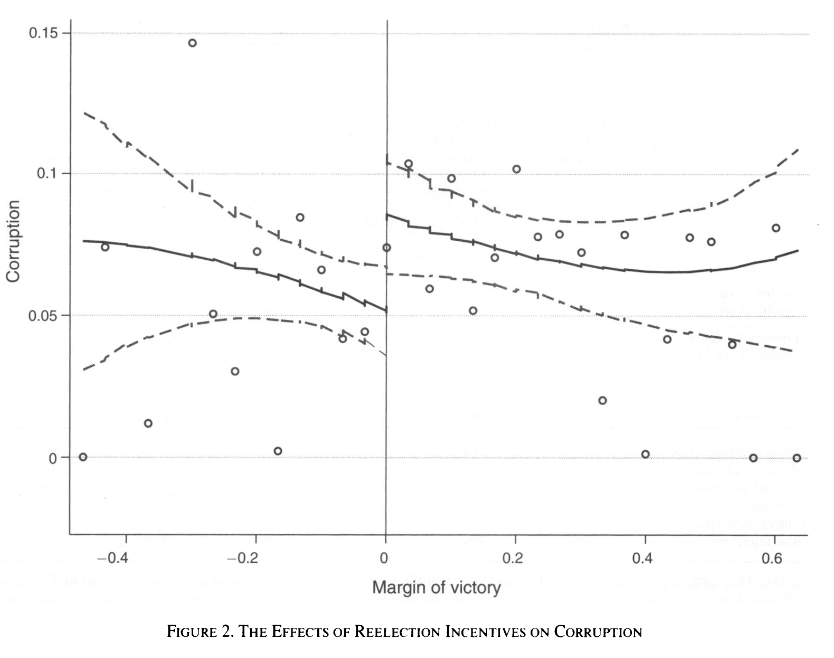 0.15
0.1
0.05
0
Corruption
−0.4 −0.2 0 0.2 0.4 0.6
Margin of victory
FIGURE 2. THE EFFECTS OF REELECTION INCENTIVES ON CORRUPTION